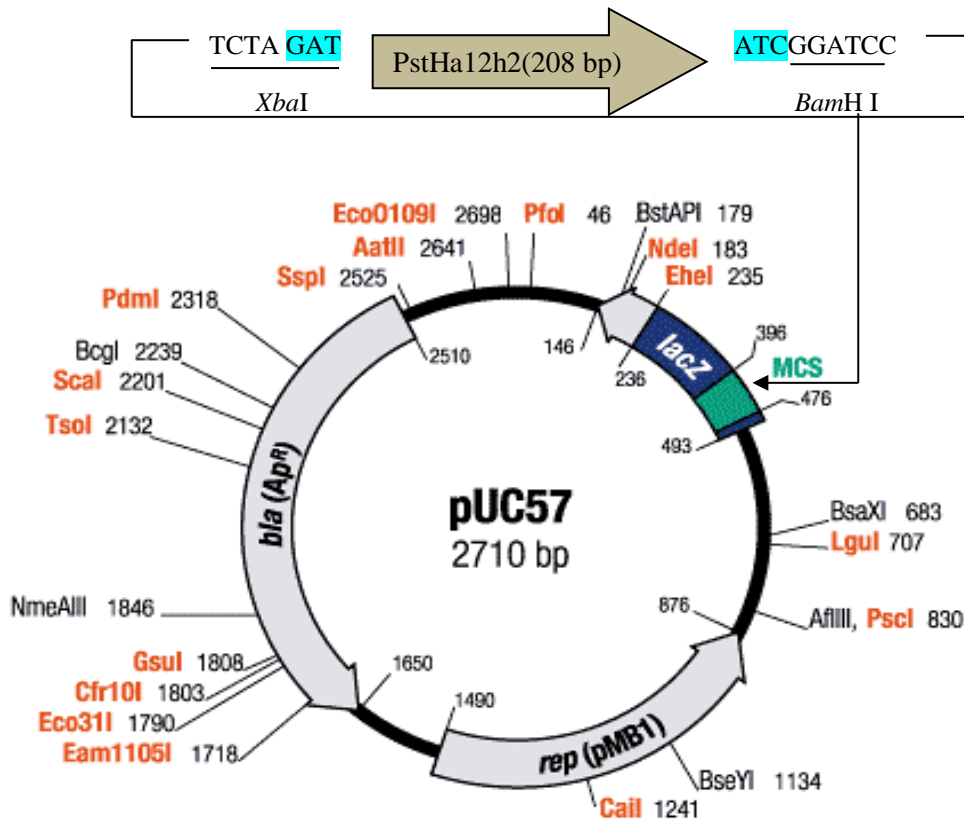 TCTA GAT
PstHa12h2(208 bp)
ATCGGATCC
XbaI
BamH I
EcoO109I 2698
PfoI 46
BstAPI 179
AatII 2641
NdeI 183
SspI 2525
EheI 235
PdmI 2318
BcgI 2239
ScaI 2201
TsoI 2132
2510
146
236
lacZ
396
MCS
476
493
bla (ApR)
pUC57
2710 bp
BsaXI 683
LguI 707
NmeAIII 1846
876
AflIII, PscI 830
GsuI 1808
Cfr10I 1803
Eco31I 1790
Eam1105I 1718
1650
1490
rep (pMB1)
BseYI 1134
CaiI 1241